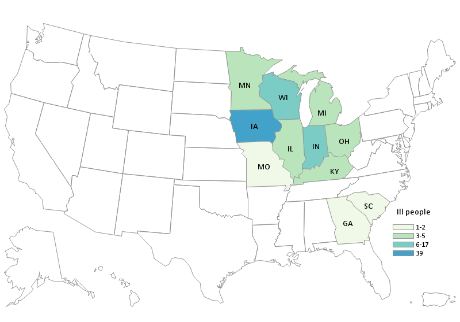 MN
WI
MI
IA
IL
IN
OH
MO
KY
SC
GA
Ill people
1-2
3-5
6-17
39